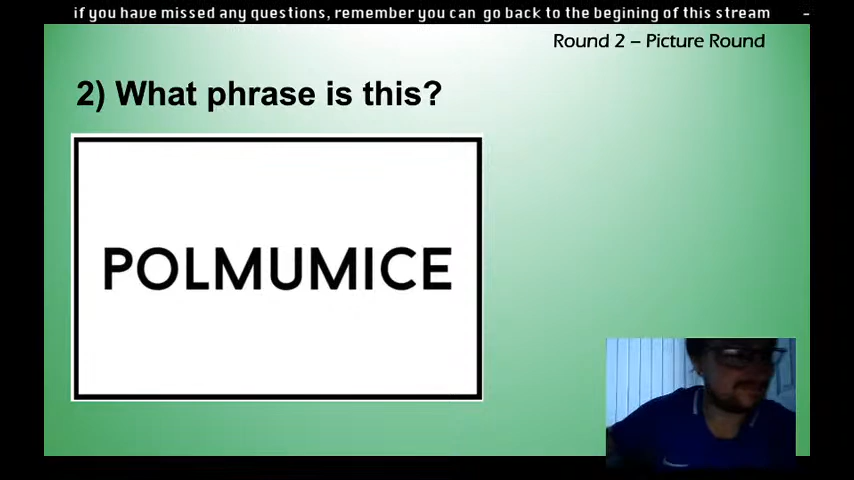 if you have missed any questions, remember you can go back to the begining of this stream -
Round 2 – Picture Round
2) What phrase is this?
POLMUMICE